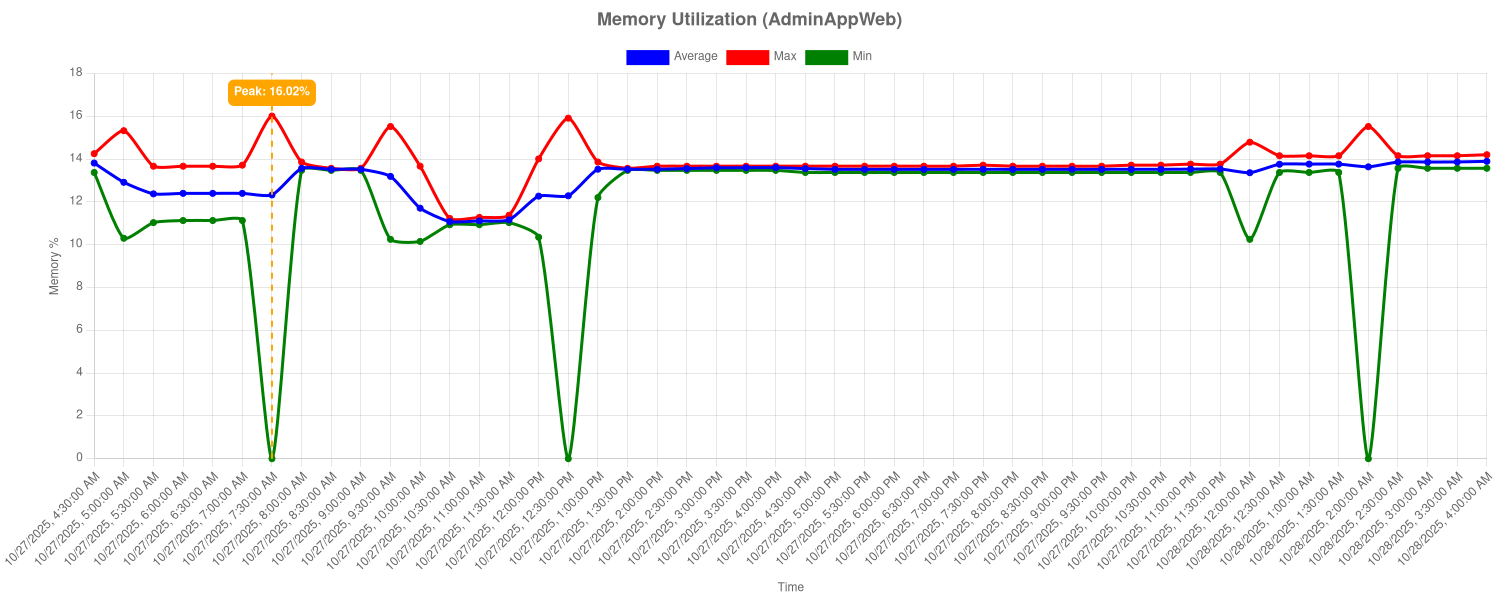 Memory Utilization (AdminAppWeb)
Average Max Min
Peak: 16.02%
18
16
14
12
10
8
6
4
2
0
Memory %
10/27/2025, 4:30:00 AM
10/27/2025, 5:00:00 AM
10/27/2025, 5:30:00 AM
10/27/2025, 6:00:00 AM
10/27/2025, 6:30:00 AM
10/27/2025, 7:00:00 AM
10/27/2025, 7:30:00 AM
10/27/2025, 8:00:00 AM
10/27/2025, 8:30:00 AM
10/27/2025, 9:00:00 AM
10/27/2025, 9:30:00 AM
10/27/2025, 10:00:00 AM
10/27/2025, 10:30:00 AM
10/27/2025, 11:00:00 AM
10/27/2025, 11:30:00 AM
10/27/2025, 12:00:00 PM
10/27/2025, 12:30:00 PM
10/27/2025, 1:00:00 PM
10/27/2025, 1:30:00 PM
10/27/2025, 2:00:00 PM
10/27/2025, 2:30:00 PM
10/27/2025, 3:00:00 PM
10/27/2025, 3:30:00 PM
10/27/2025, 4:00:00 PM
10/27/2025, 4:30:00 PM
10/27/2025, 5:00:00 PM
10/27/2025, 5:30:00 PM
10/27/2025, 6:00:00 PM
10/27/2025, 6:30:00 PM
10/27/2025, 7:00:00 PM
10/27/2025, 7:30:00 PM
10/27/2025, 8:00:00 PM
10/27/2025, 8:30:00 PM
10/27/2025, 9:00:00 PM
10/27/2025, 9:30:00 PM
10/27/2025, 10:00:00 PM
10/27/2025, 10:30:00 PM
10/27/2025, 11:00:00 PM
10/27/2025, 11:30:00 PM
10/28/2025, 12:00:00 AM
10/28/2025, 12:30:00 AM
10/28/2025, 1:00:00 AM
10/28/2025, 1:30:00 AM
10/28/2025, 2:00:00 AM
10/28/2025, 2:30:00 AM
10/28/2025, 3:00:00 AM
10/28/2025, 3:30:00 AM
10/28/2025, 4:00:00 AM
Time